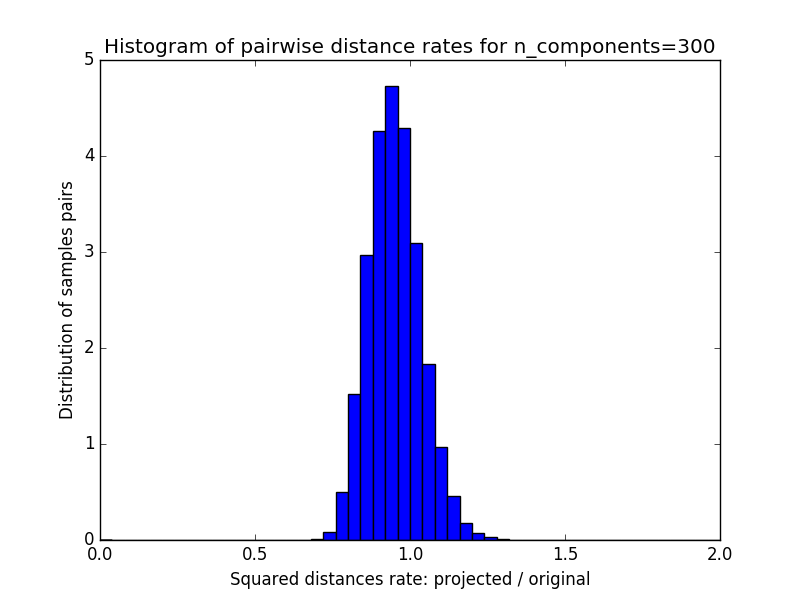 Histogram of pairwise distance rates for n_components=300
5
4
3
2
1
0
Distribution of samples pairs
0.0 0.5 1.0 1.5 2.0
Squared distances rate: projected / original